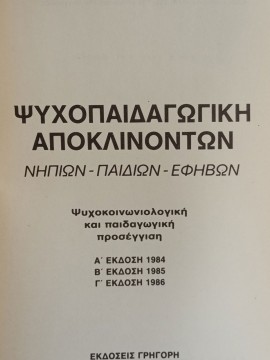 ΨΥΧΟΠΑΙΔΑΓΩΓΙΚΗ
ΑΠΟΚΛΙΝΟΝΤΩΝ
ΝΗΠΙΩΝ - ΠΑΙΔΙΩΝ - ΕΦΗΒΩΝ
Ψυχοκοινωνιολογική
και παιδαγωγική
προσέγγιση
Α΄ ΕΚΔΟΣΗ 1984
Β΄ ΕΚΔΟΣΗ 1985
Γ΄ ΕΚΔΟΣΗ 1986
ΕΚΔΟΣΕΙΣ ΓΡΗΓΟΡΗ